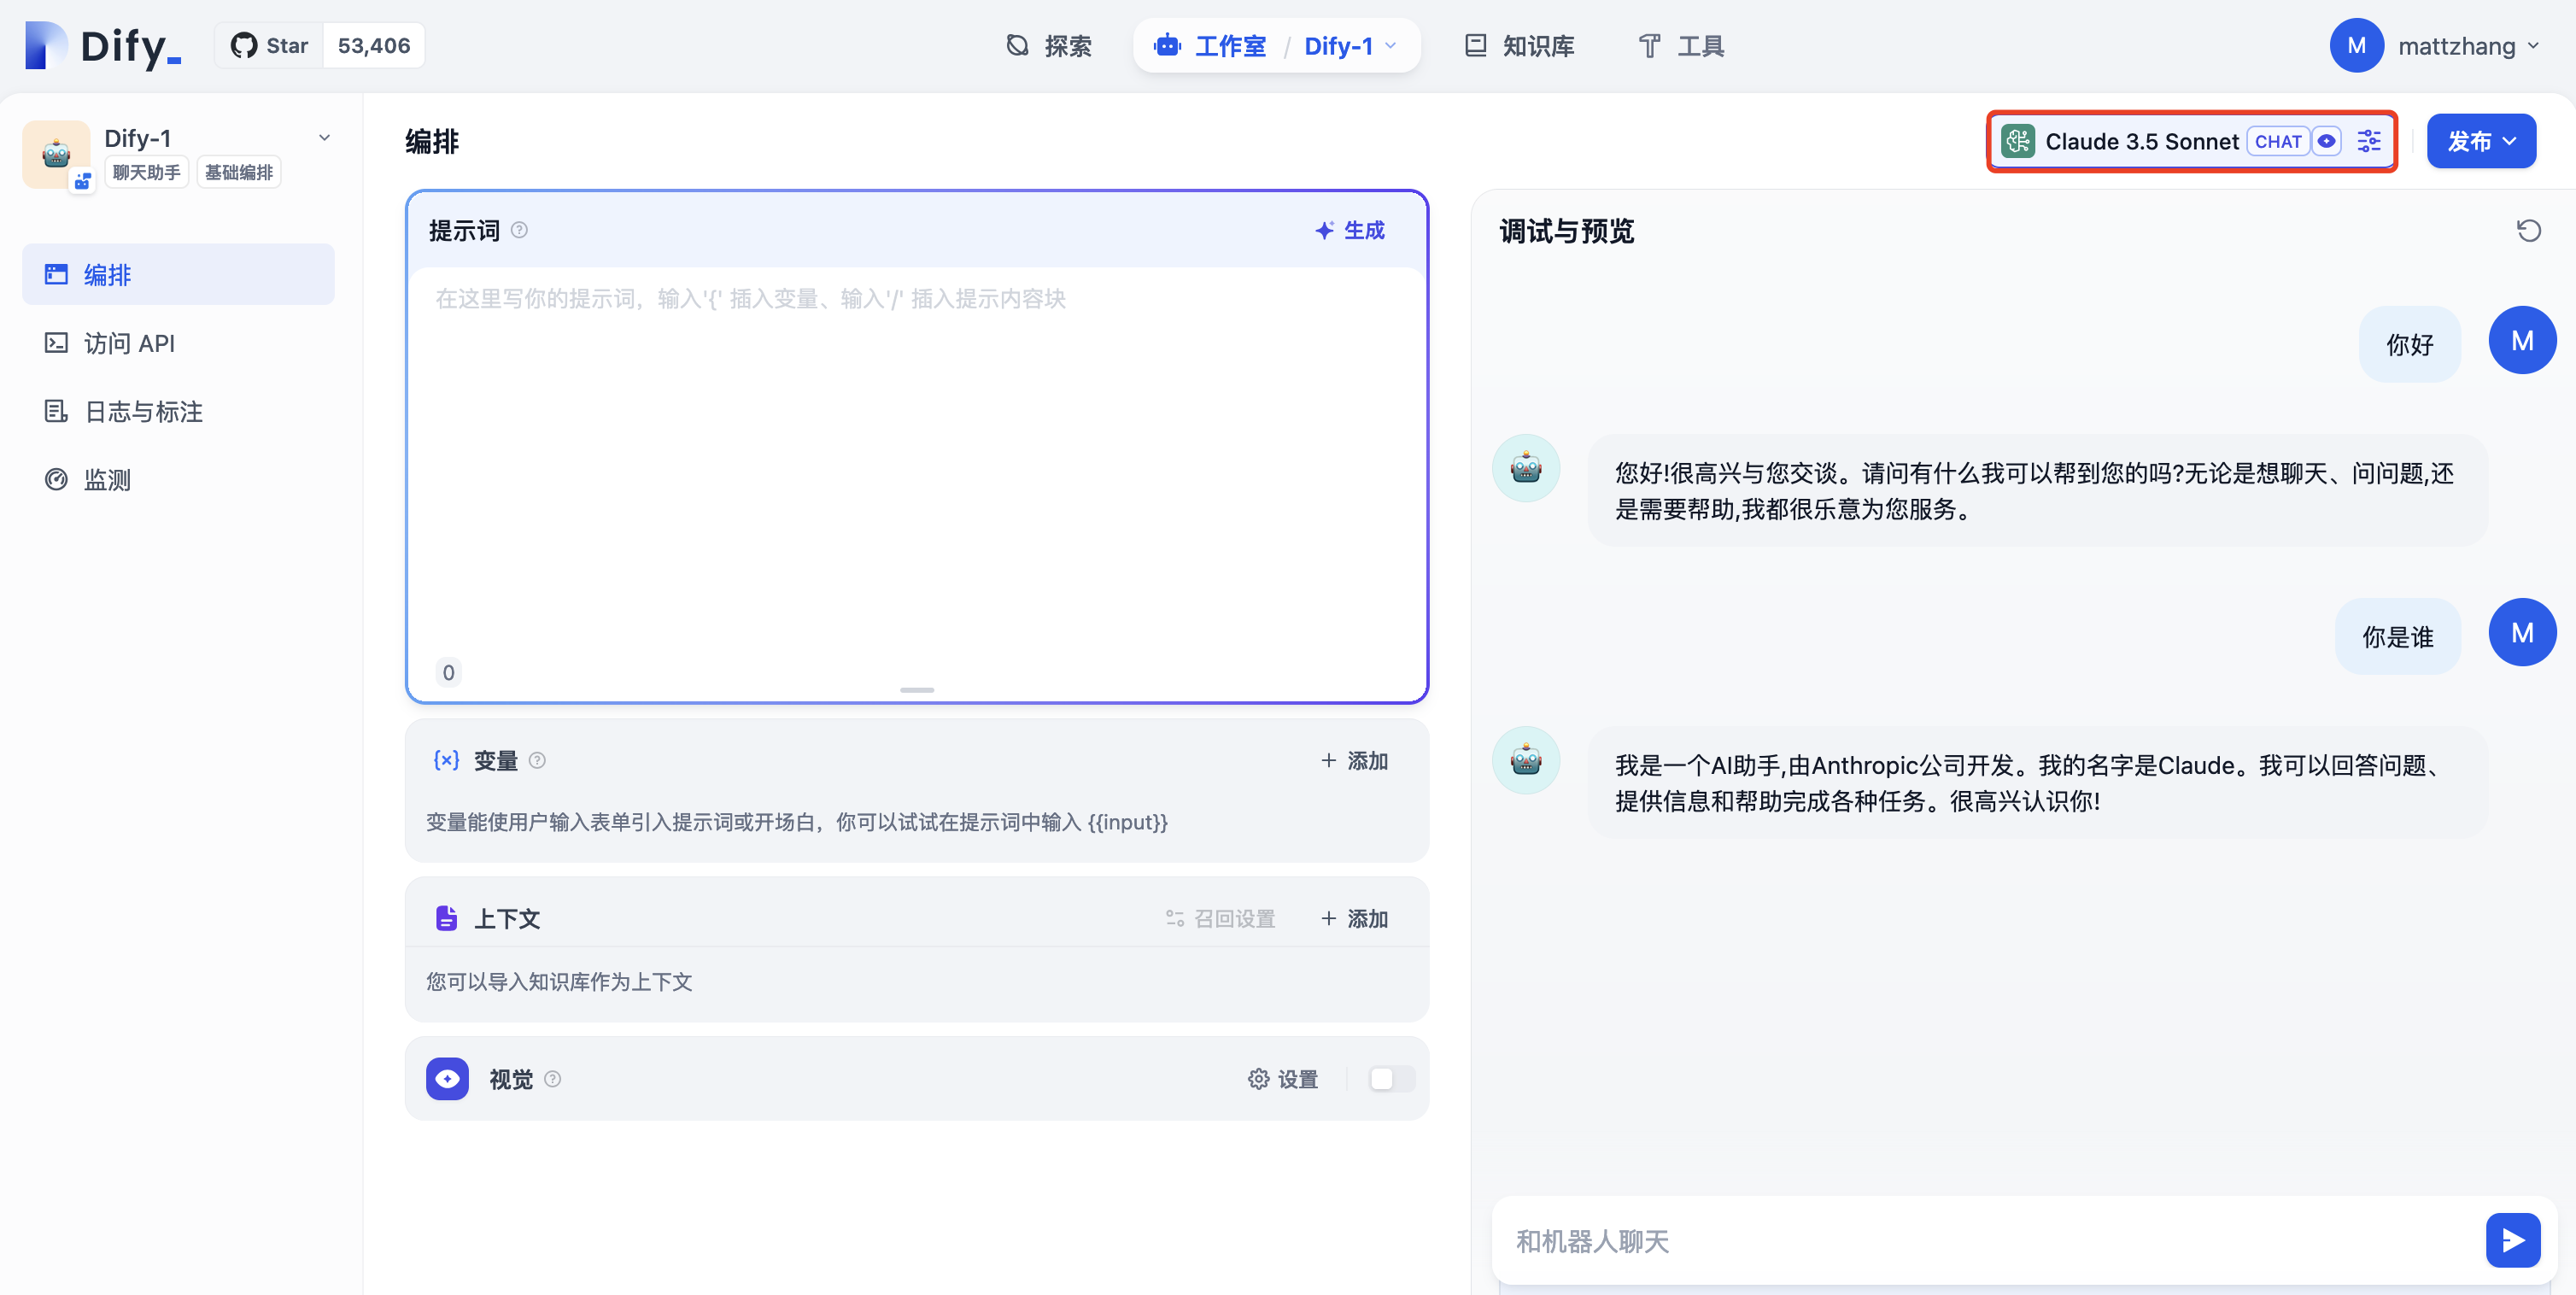 Dify_
Star 53,406
探索
工作室 / Dify-1
知识库
工具
M mattzhang
Dify-1
聊天助手 基础编排
编排
访问 API
日志与标注
监测
编排
Claude 3.5 Sonnet CHAT
发布
提示词
生成
在这里写你的提示词，输入'{' 插入变量、输入'/' 插入提示内容块
0
{x} 变量
+ 添加
变量能使用户输入表单引入提示词或开场白，你可以试试在提示词中输入 {{input}}
上下文
召回设置
+ 添加
您可以导入知识库作为上下文
视觉
设置
调试与预览
你好
M
您好!很高兴与您交谈。请问有什么我可以帮到您的吗?无论是想聊天、问问题,还
是需要帮助,我都很乐意为您服务。
你是谁
M
我是一个AI助手,由Anthropic公司开发。我的名字是Claude。我可以回答问题、
提供信息和帮助完成各种任务。很高兴认识你!
和机器人聊天